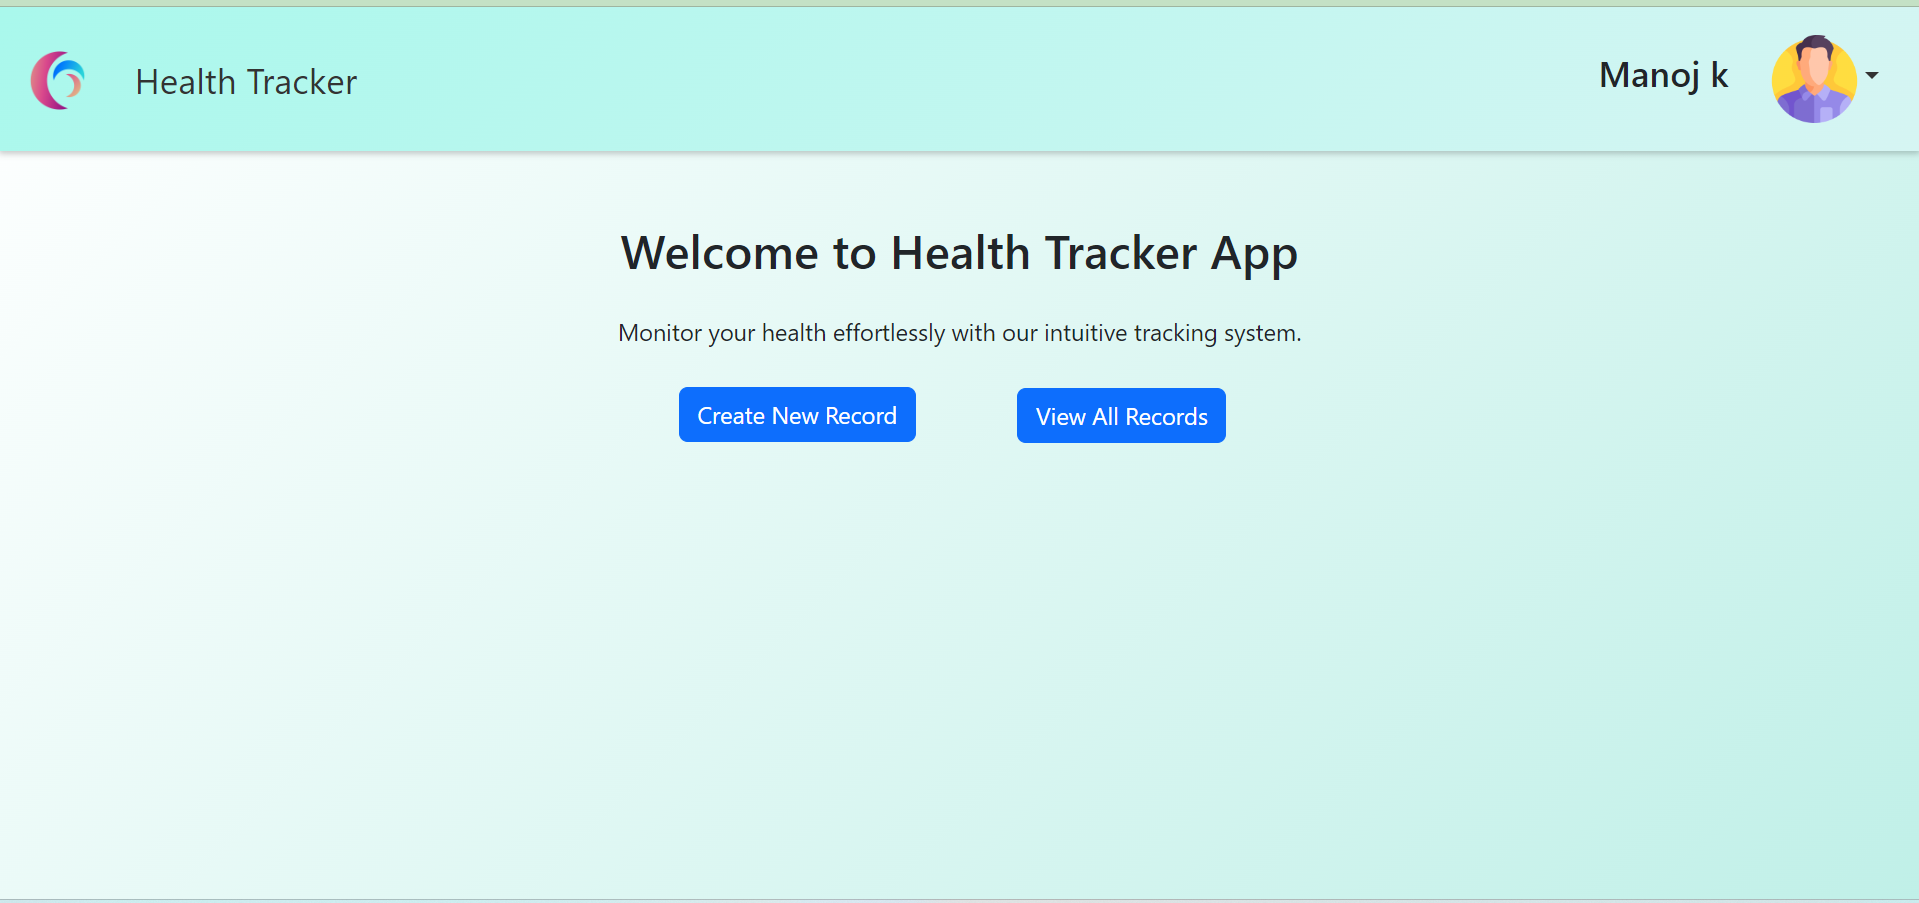 Health Tracker
Manoj k
Welcome to Health Tracker App
Monitor your health effortlessly with our intuitive tracking system.
Create New Record
View All Records